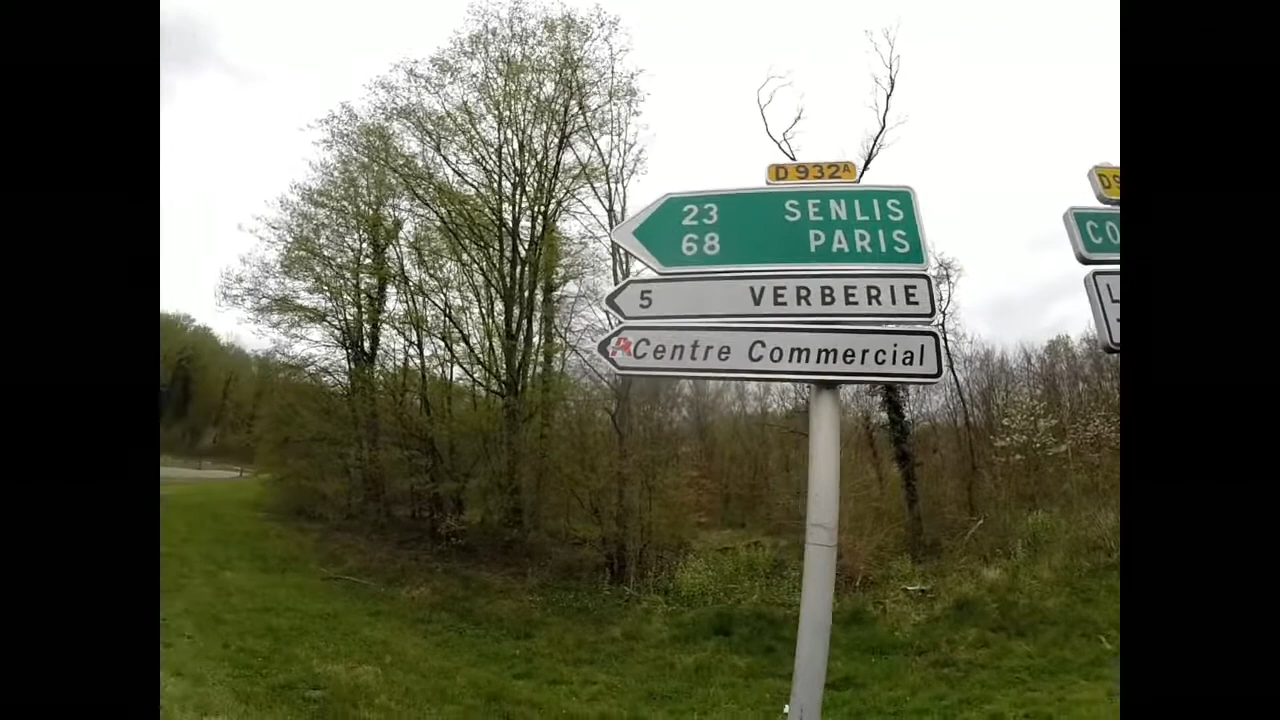 D 932A
23 SENLIS
68 PARIS
5 VERBERIE
Centre Commercial